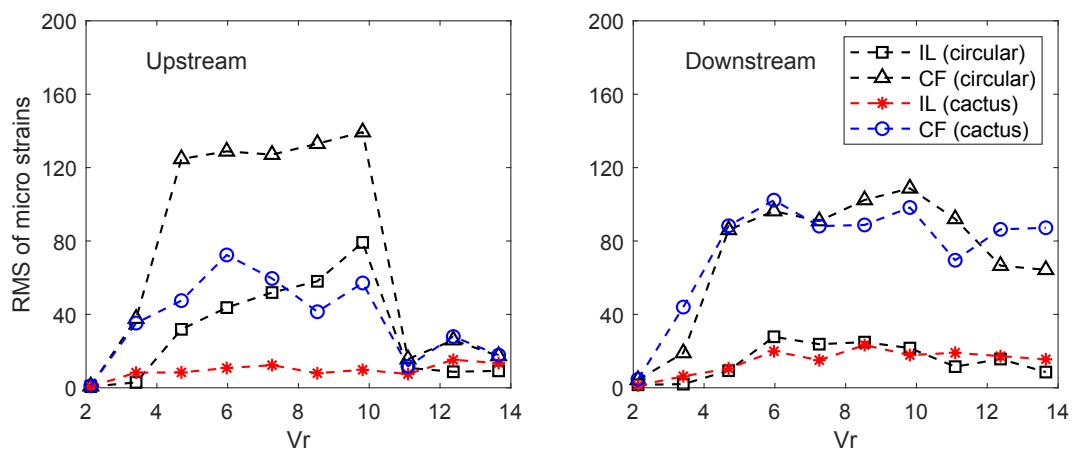 200
160
120
80
40
0
RMS of micro strains
Upstream
2 4 6 8 10 12 14
Vr
200
160
120
80
40
0
Downstream
IL (circular)
CF (circular)
IL (cactus)
CF (cactus)
2 4 6 8 10 12 14
Vr